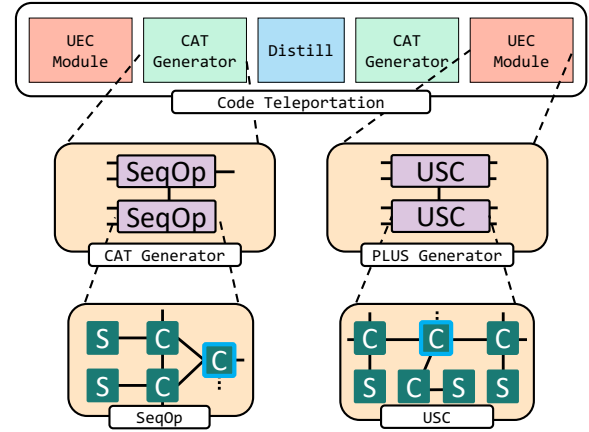 UEC
Module
CAT
Generator
Distill
CAT
Generator
UEC
Module
Code Teleportation
SeqOp
SeqOp
CAT Generator
USC
USC
PLUS Generator
S C
C
S C
SeqOp
C C C
S C S S
USC